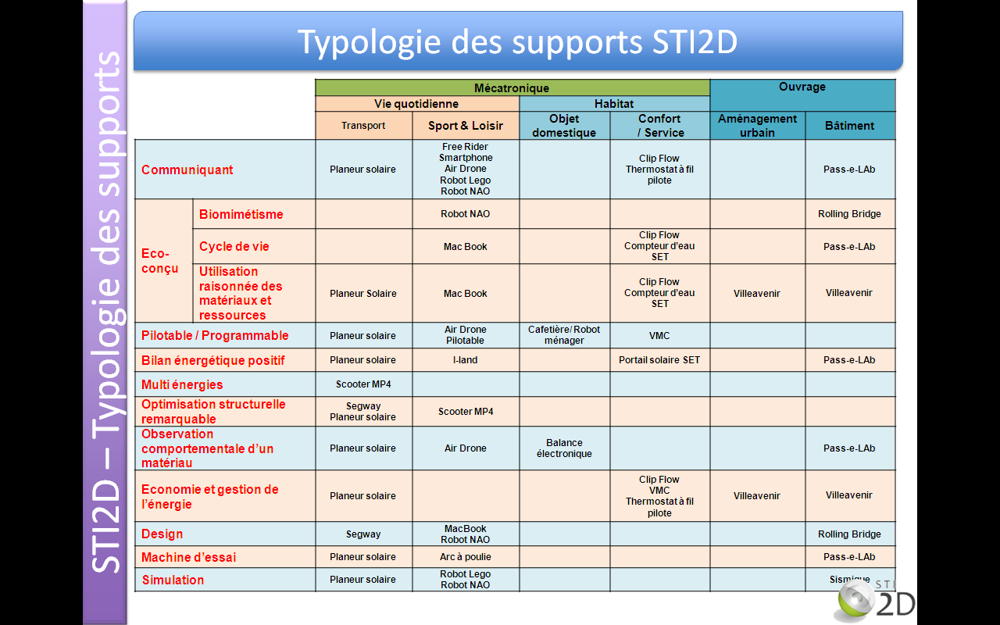 Typologie des supports STI2D
STI2D – Typologie des supports
Mécatronique
Ouvrage
Vie quotidienne
Habitat
Transport
Sport & Loisir
Objet
domestique
Confort
/ Service
Aménagement
urbain
Bâtiment
Communiquant
Planeur solaire
Free Rider
Smartphone
Air Drone
Robot Lego
Robot NAO
Clip Flow
Thermostat à fil
pilote
Pass-e-LAb
Eco-
conçu
Biomimétisme
Robot NAO
Rolling Bridge
Cycle de vie
Mac Book
Clip Flow
Compteur d'eau
SET
Pass-e-LAb
Utilisation
raisonnée des
matériaux et
ressources
Planeur Solaire
Mac Book
Clip Flow
Compteur d'eau
SET
Villeavenir
Villeavenir
Pilotable / Programmable
Planeur solaire
Air Drone
Pilotable
Cafetière/ Robot
ménager
VMC
Bilan énergétique positif
Planeur solaire
I-land
Portail solaire SET
Pass-e-LAb
Multi énergies
Scooter MP4
Optimisation structurelle
remarquable
Segway
Planeur solaire
Scooter MP4
Observation
comportementale d'un
matériau
Planeur solaire
Air Drone
Balance
électronique
Pass-e-LAb
Economie et gestion de
l'énergie
Planeur solaire
Clip Flow
VMC
Thermostat à fil
pilote
Villeavenir
Villeavenir
Design
Segway
MacBook
Robot NAO
Rolling Bridge
Machine d'essai
Planeur solaire
Arc à poulie
Pass-e-LAb
Simulation
Planeur solaire
Robot Lego
Robot NAO
Sismique
STI
2D